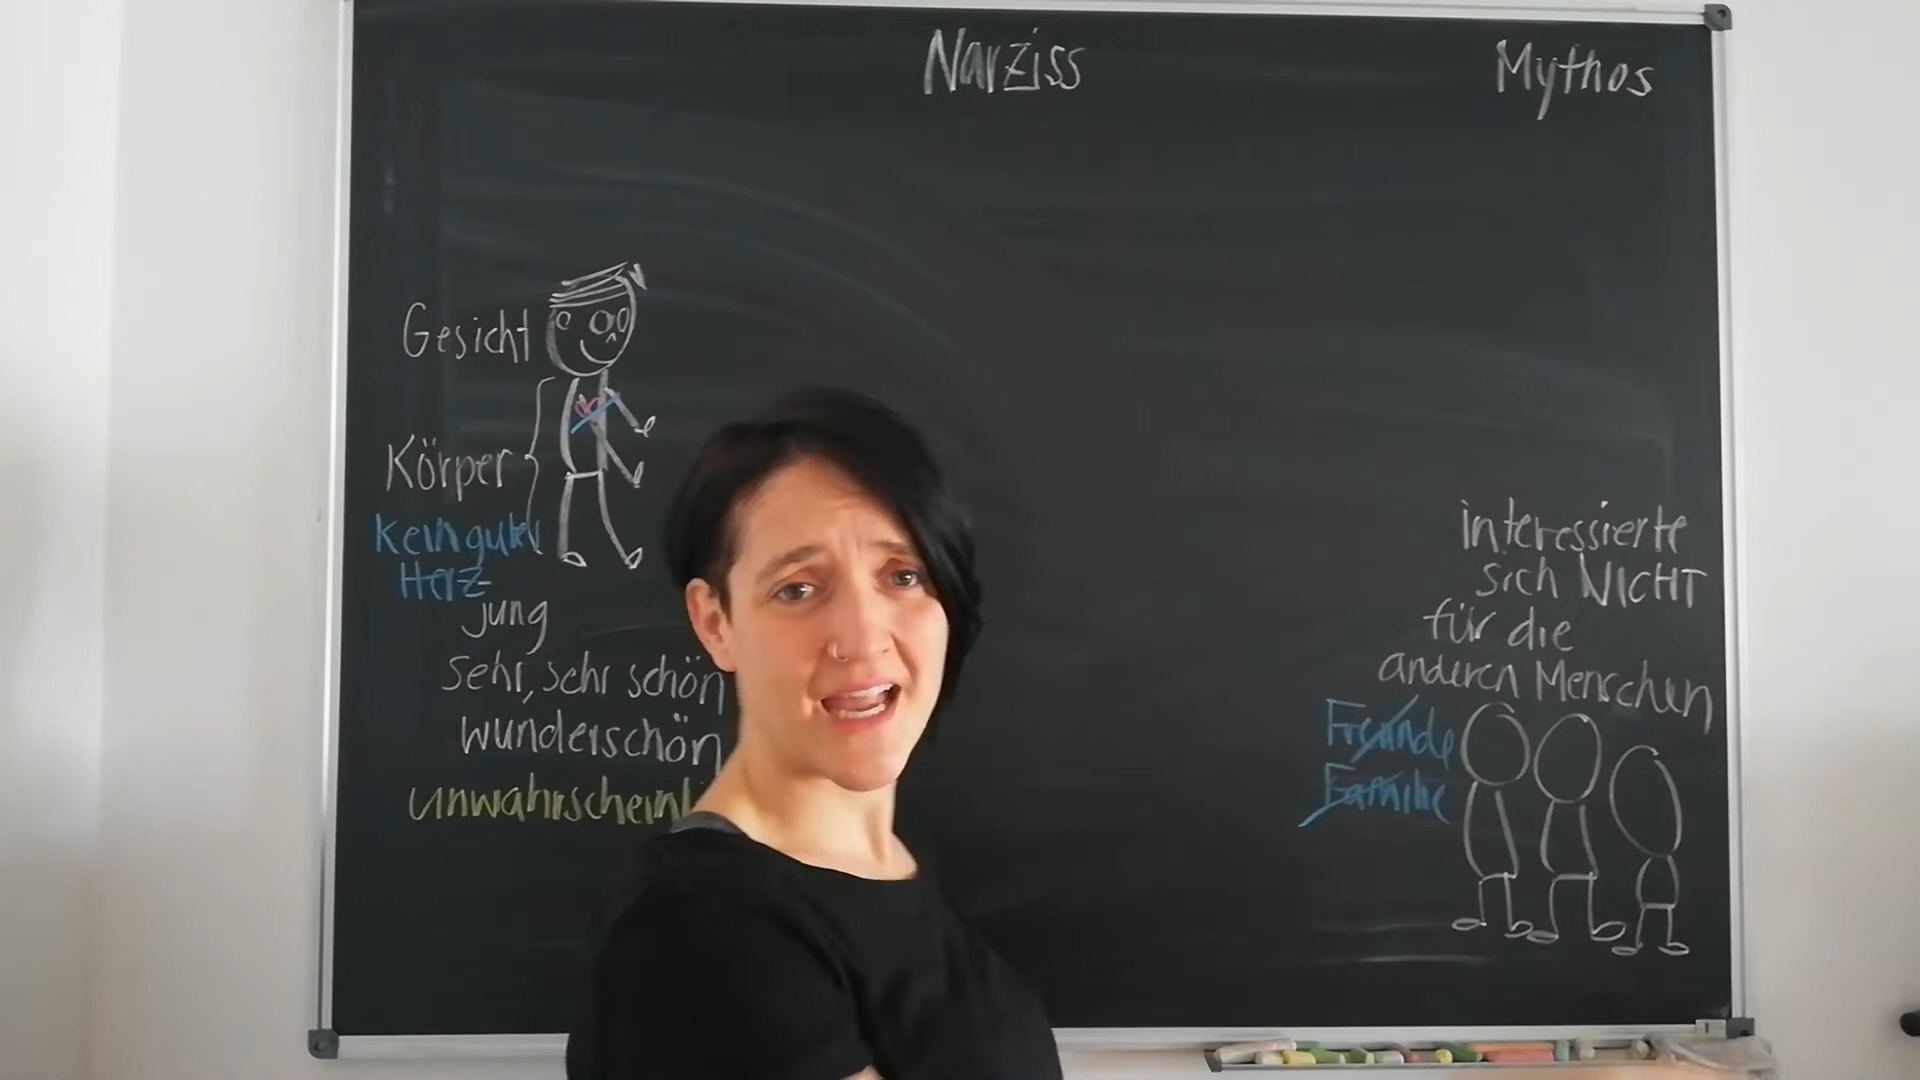 Narziss
Mythos
Gesicht
Körper
Kein gutes
Herz
jung
sehr, sehr schön
wunderschön
interessierte
sich NICHT
für die
anderen Menschen
Freunde
Familie